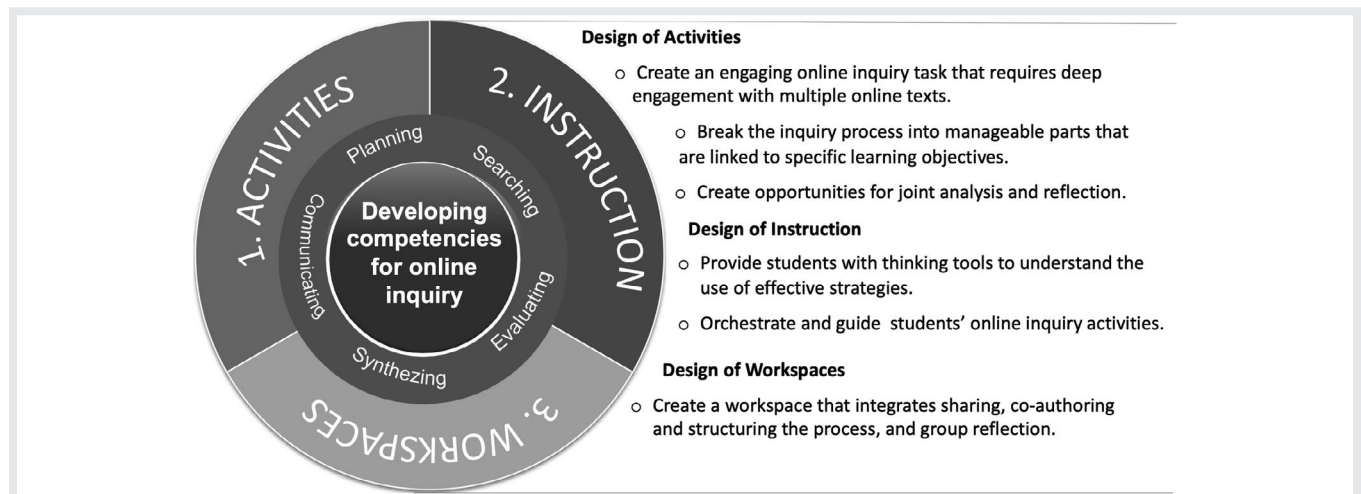 1. ACTIVITIES
2. INSTRUCTION
3. WORKSPACES
Planning
Searching
Evaluating
Synthezing
Communicating
Developing
competencies
for online
inquiry
Design of Activities
o Create an engaging online inquiry task that requires deep
engagement with multiple online texts.
o Break the inquiry process into manageable parts that
are linked to specific learning objectives.
o Create opportunities for joint analysis and reflection.
Design of Instruction
o Provide students with thinking tools to understand the
use of effective strategies.
o Orchestrate and guide students’ online inquiry activities.
Design of Workspaces
o Create a workspace that integrates sharing, co-authoring
and structuring the process, and group reflection.